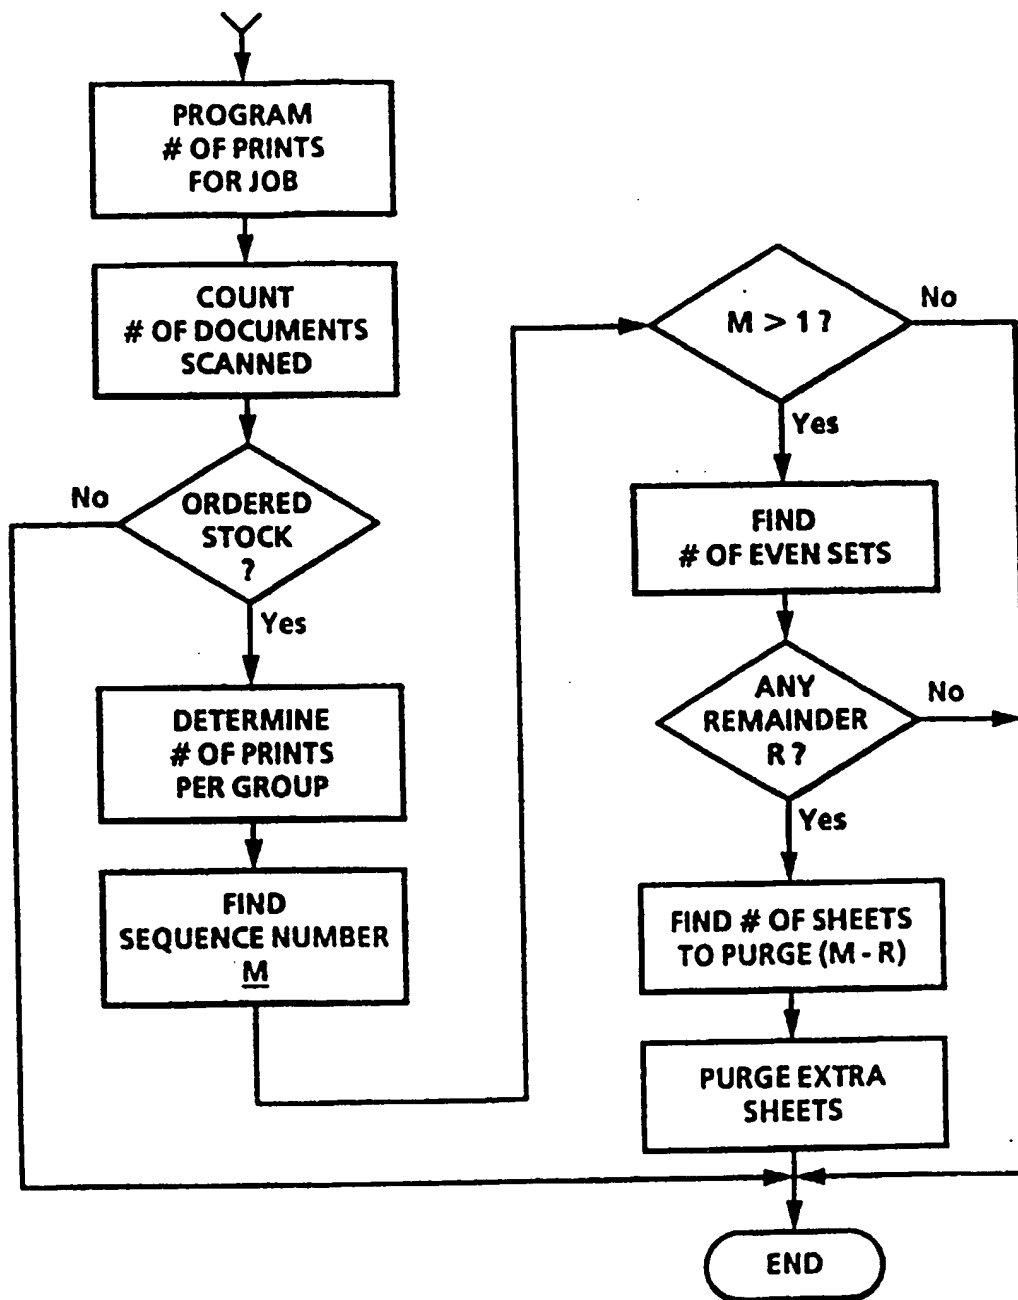 PROGRAM
# OF PRINTS
FOR JOB
COUNT
# OF DOCUMENTS
SCANNED
No
ORDERED
STOCK
?
Yes
DETERMINE
# OF PRINTS
PER GROUP
FIND
SEQUENCE NUMBER
M
M > 1 ?
No
Yes
FIND
# OF EVEN SETS
ANY
REMAINDER
R ?
No
Yes
FIND # OF SHEETS
TO PURGE (M - R)
PURGE EXTRA
SHEETS
END